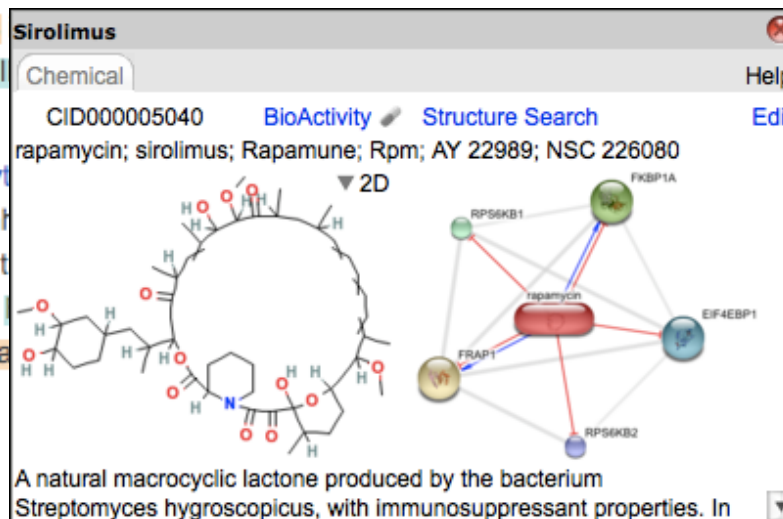 Sirolimus
Chemical
Help
CID000005040 BioActivity Structure Search Edi
rapamycin; sirolimus; Rapamune; Rpm; AY 22989; NSC 226080
2D
FKBP1A
RPS6KB1
rapamycin
EIF4EBP1
FRAP1
RPS6KB2
H O O O H H
H H
H
O
O H H H
O H
H H O O
O H O H O
H N O
O O
H
A natural macrocyclic lactone produced by the bacterium
Streptomyces hygroscopicus, with immunosuppressant properties. In